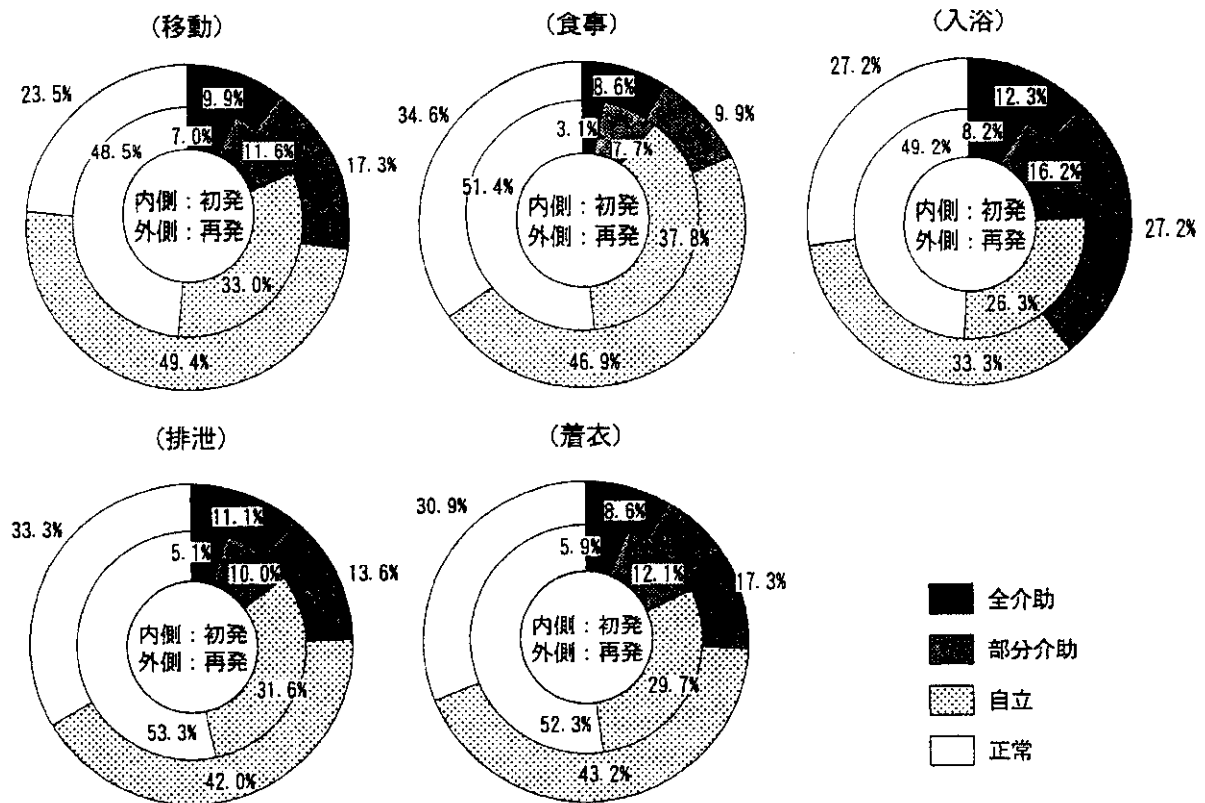 (移動)
23.5%
9.9%
7.0%
11.6%
17.3%
48.5%
内側：初発
外側：再発
33.0%
49.4%
(食事)
34.6%
8.6%
9.9%
3.1%
7.7%
51.4%
内側：初発
外側：再発
37.8%
46.9%
(入浴)
27.2%
12.3%
8.2%
49.2%
16.2%
27.2%
内側：初発
外側：再発
26.3%
33.3%
(排泄)
33.3%
11.1%
5.1%
10.0%
13.6%
内側：初発
外側：再発
31.6%
53.3%
42.0%
(着衣)
30.9%
8.6%
5.9%
12.1%
17.3%
内側：初発
外側：再発
29.7%
52.3%
43.2%
全介助
部分介助
自立
正常